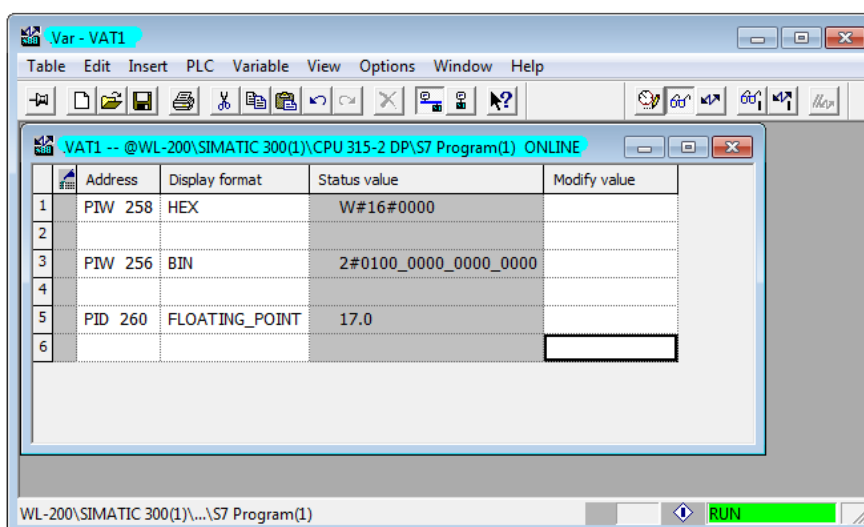 .Var - VAT1
Table Edit Insert PLC Variable View Options Window Help
.VAT1 -- @WL-200\SIMATIC 300(1)\CPU 315-2 DP\S7 Program(1) ONLINE
Address Display format Status value Modify value
1 PIW 258 HEX W#16#0000
2
3 PIW 256 BIN 2#0100_0000_0000_0000
4
5 PID 260 FLOATING_POINT 17.0
6
WL-200\SIMATIC 300(1)\...\S7 Program(1) RUN